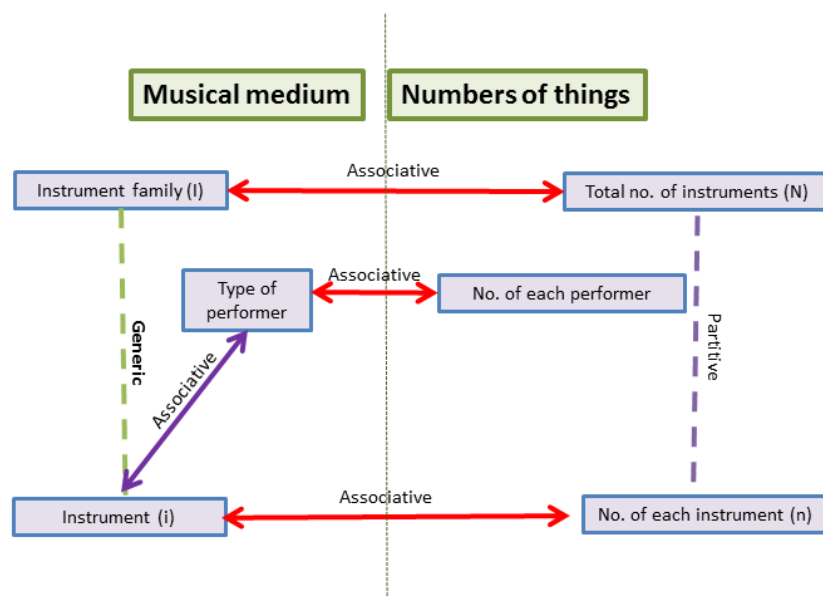 Musical medium
Numbers of things
Associative
Instrument family (I)
Total no. of instruments (N)
Associative
Type of
performer
No. of each performer
Generic
Associative
Partitive
Associative
Instrument (i)
No. of each instrument (n)